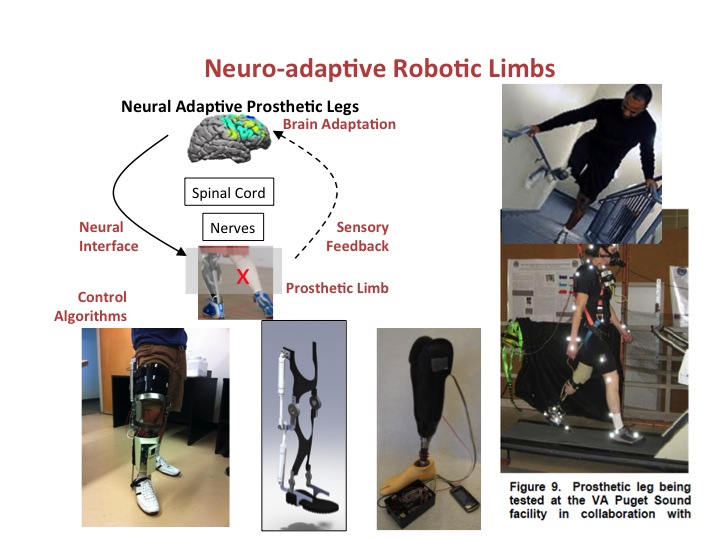 Neuro-adaptive Robotic Limbs
Neural Adaptive Prosthetic Legs
Brain Adaptation
Spinal Cord
Nerves
Neural
Interface
Sensory
Feedback
X
Prosthetic Limb
Control
Algorithms
Figure 9. Prosthetic leg being
tested at the VA Puget Sound
facility in collaboration with